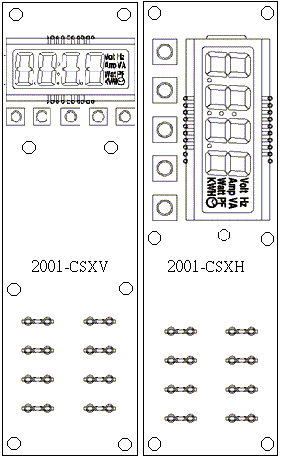 Volt Hz
Amp VA
Watt PF
KWH
2001-CSXV
Volt Hz
Amp VA
Watt PF
KWH
2001-CSXH